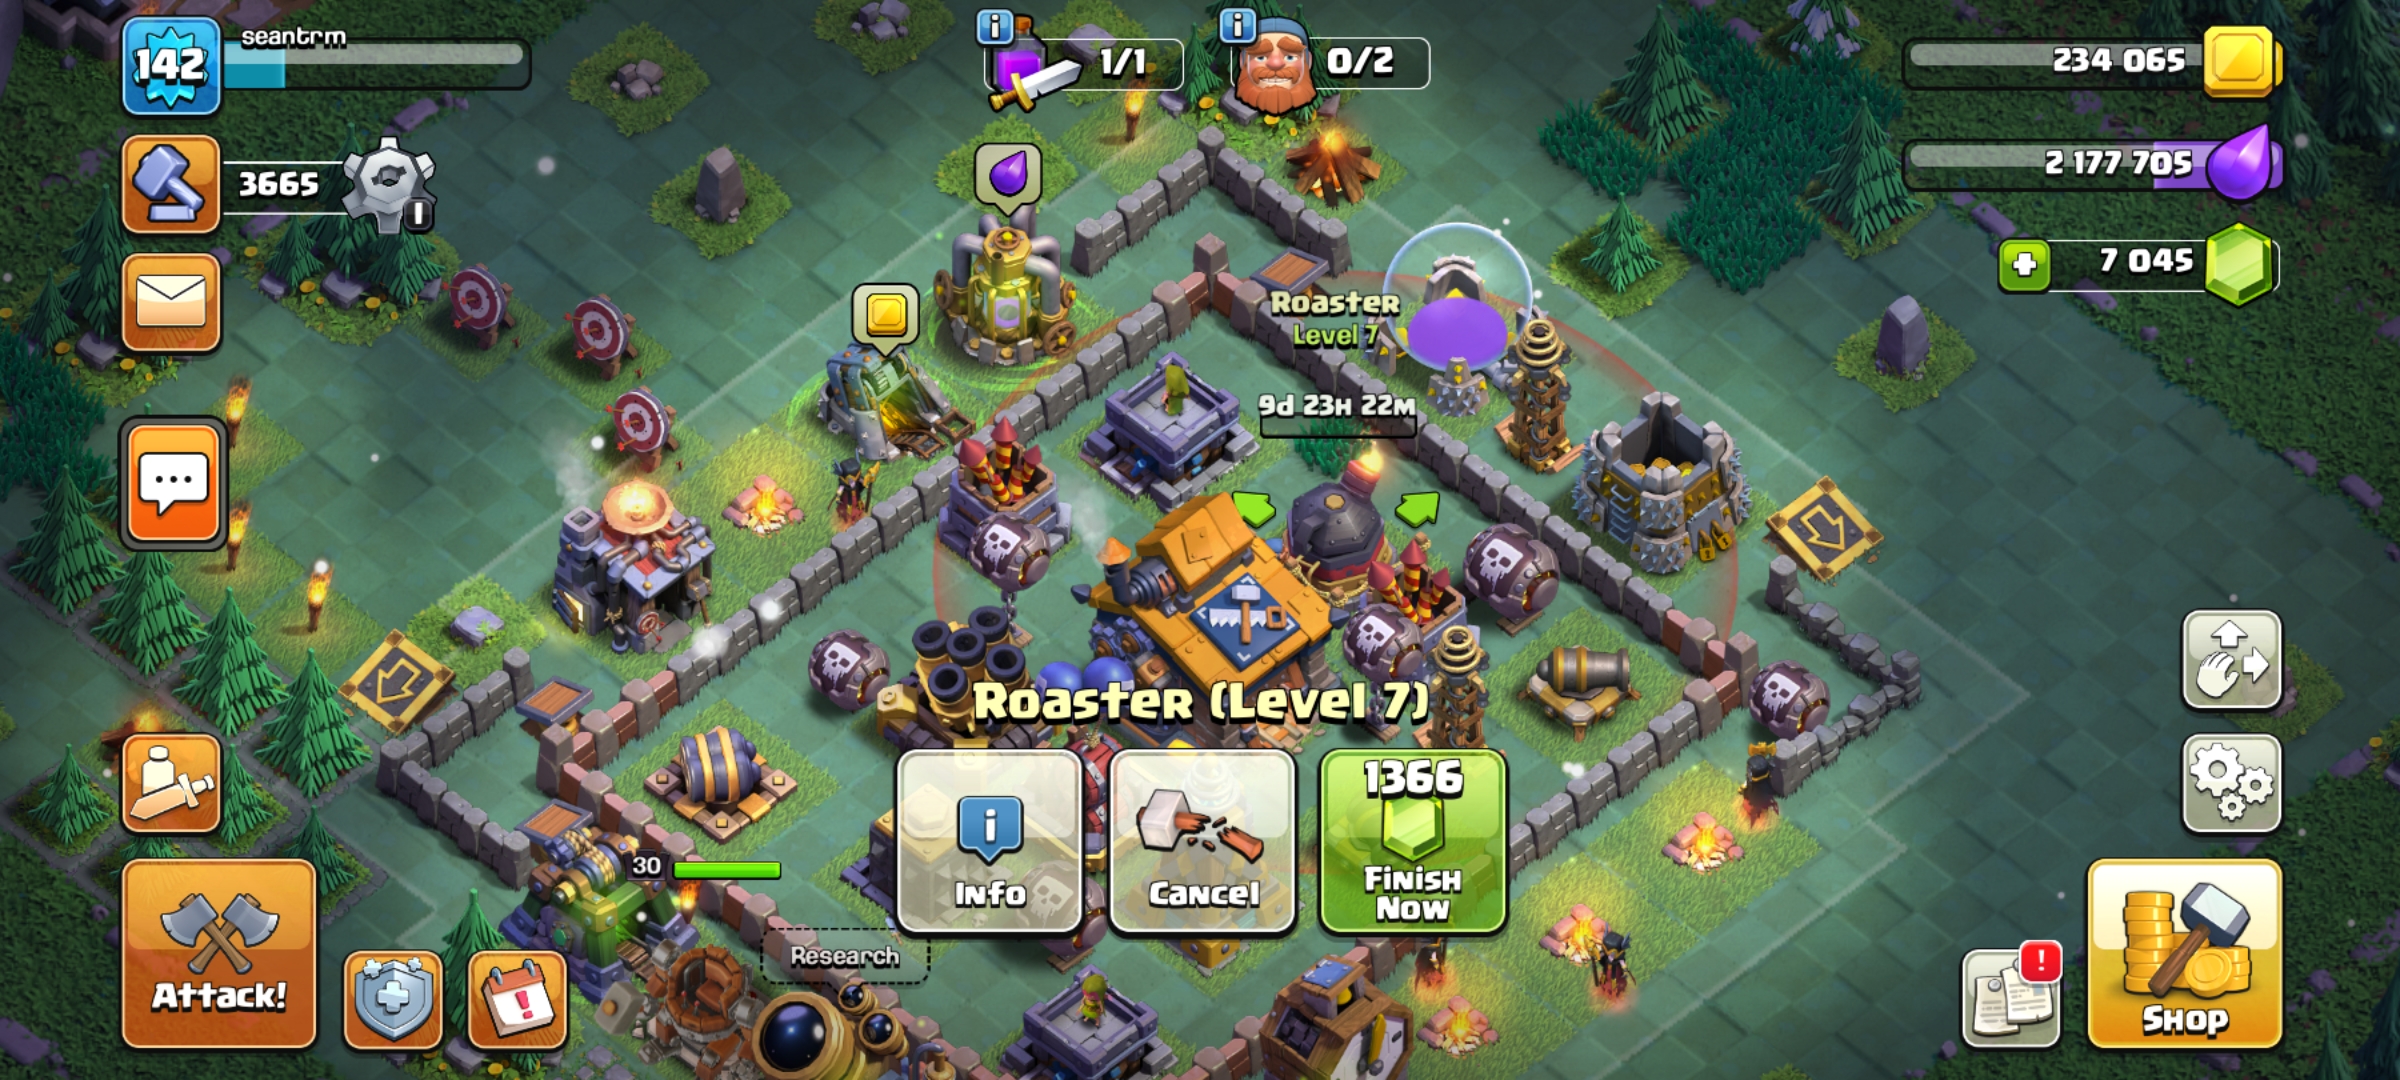 142
seantrm
1/1
0/2
234 065
3665
2 177 705
7 045
Roaster
Level 7
9d 23h 22m
Roaster (Level 7)
1366
Info
Cancel
Finish
Now
30
Research
Attack!
Shop